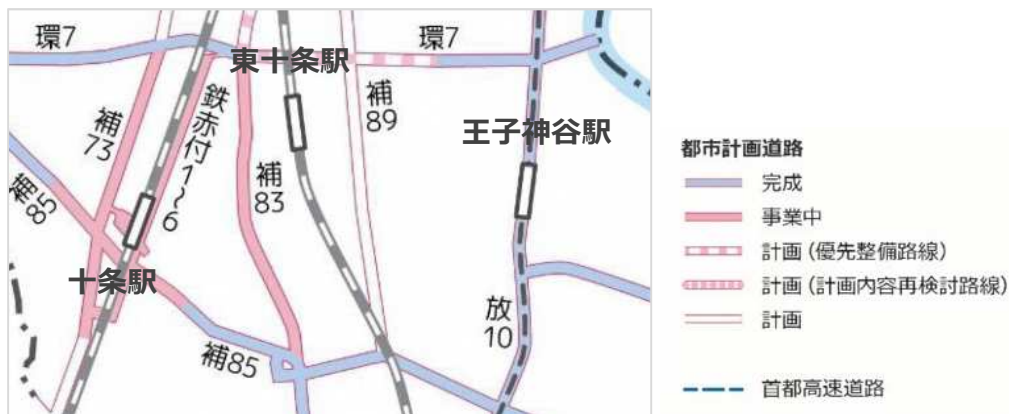 環7
東十条駅
環7
鉄赤付1~6
補
73
補
89
王子神谷駅
補85
補
83
十条駅
放
10
補85
都市計画道路
完成
事業中
計画(優先整備路線)
計画(計画内容再検討路線)
計画
首都高速道路